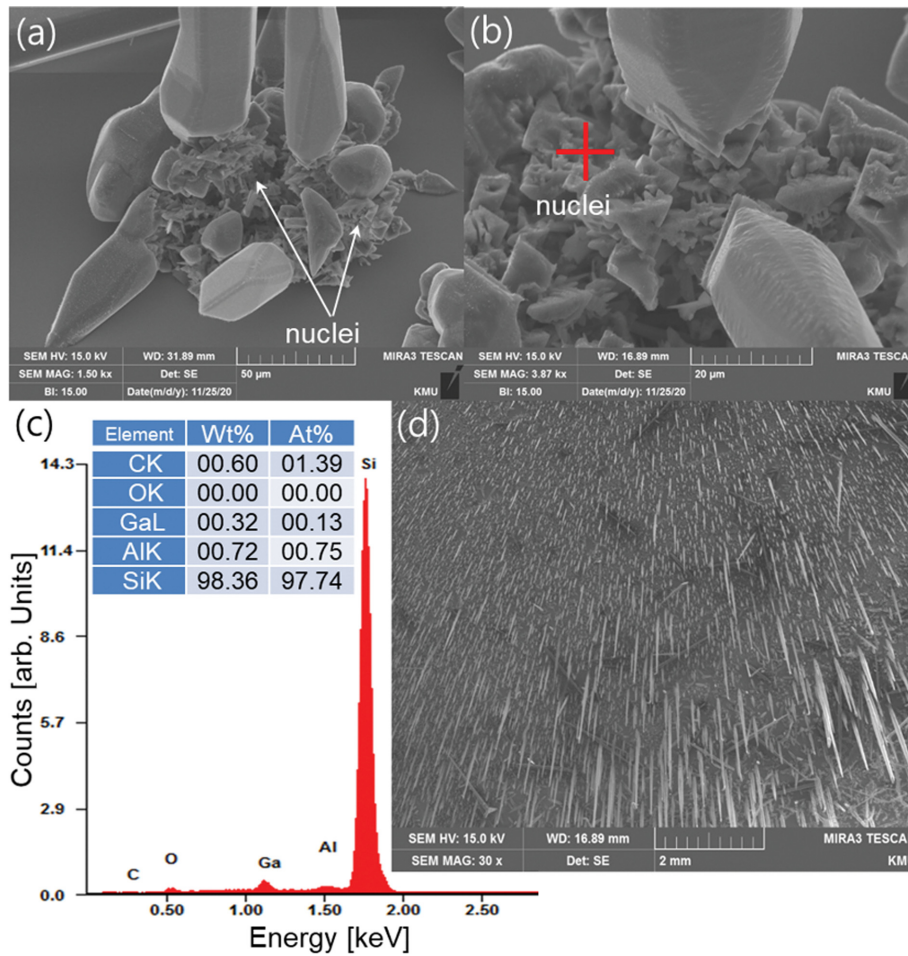 (a)
nuclei
SEM HV: 15.0 kV WD: 31.89 mm MIRA3 TESCAN
SEM MAG: 1.50 kx Det: SE 50 µm
BI: 15.00 Date(m/d/y): 11/25/20 KMU
(b)
nuclei
SEM HV: 15.0 kV WD: 16.89 mm MIRA3 TESCAN
SEM MAG: 3.87 kx Det: SE 20 µm
BI: 15.00 Date(m/d/y): 11/25/20 KMU
(c)
Element Wt% At%
CK 00.60 01.39
OK 00.00 00.00
GaL 00.32 00.13
AlK 00.72 00.75
SiK 98.36 97.74
Si
14.3
11.4
8.6
5.7
2.9
0.0
Counts [arb. Units]
C O Ga Al
0.50 1.00 1.50 2.00 2.50
Energy [keV]
(d)
SEM HV: 15.0 kV WD: 16.89 mm MIRA3 TESCAN
SEM MAG: 30 x Det: SE 2 mm KMU